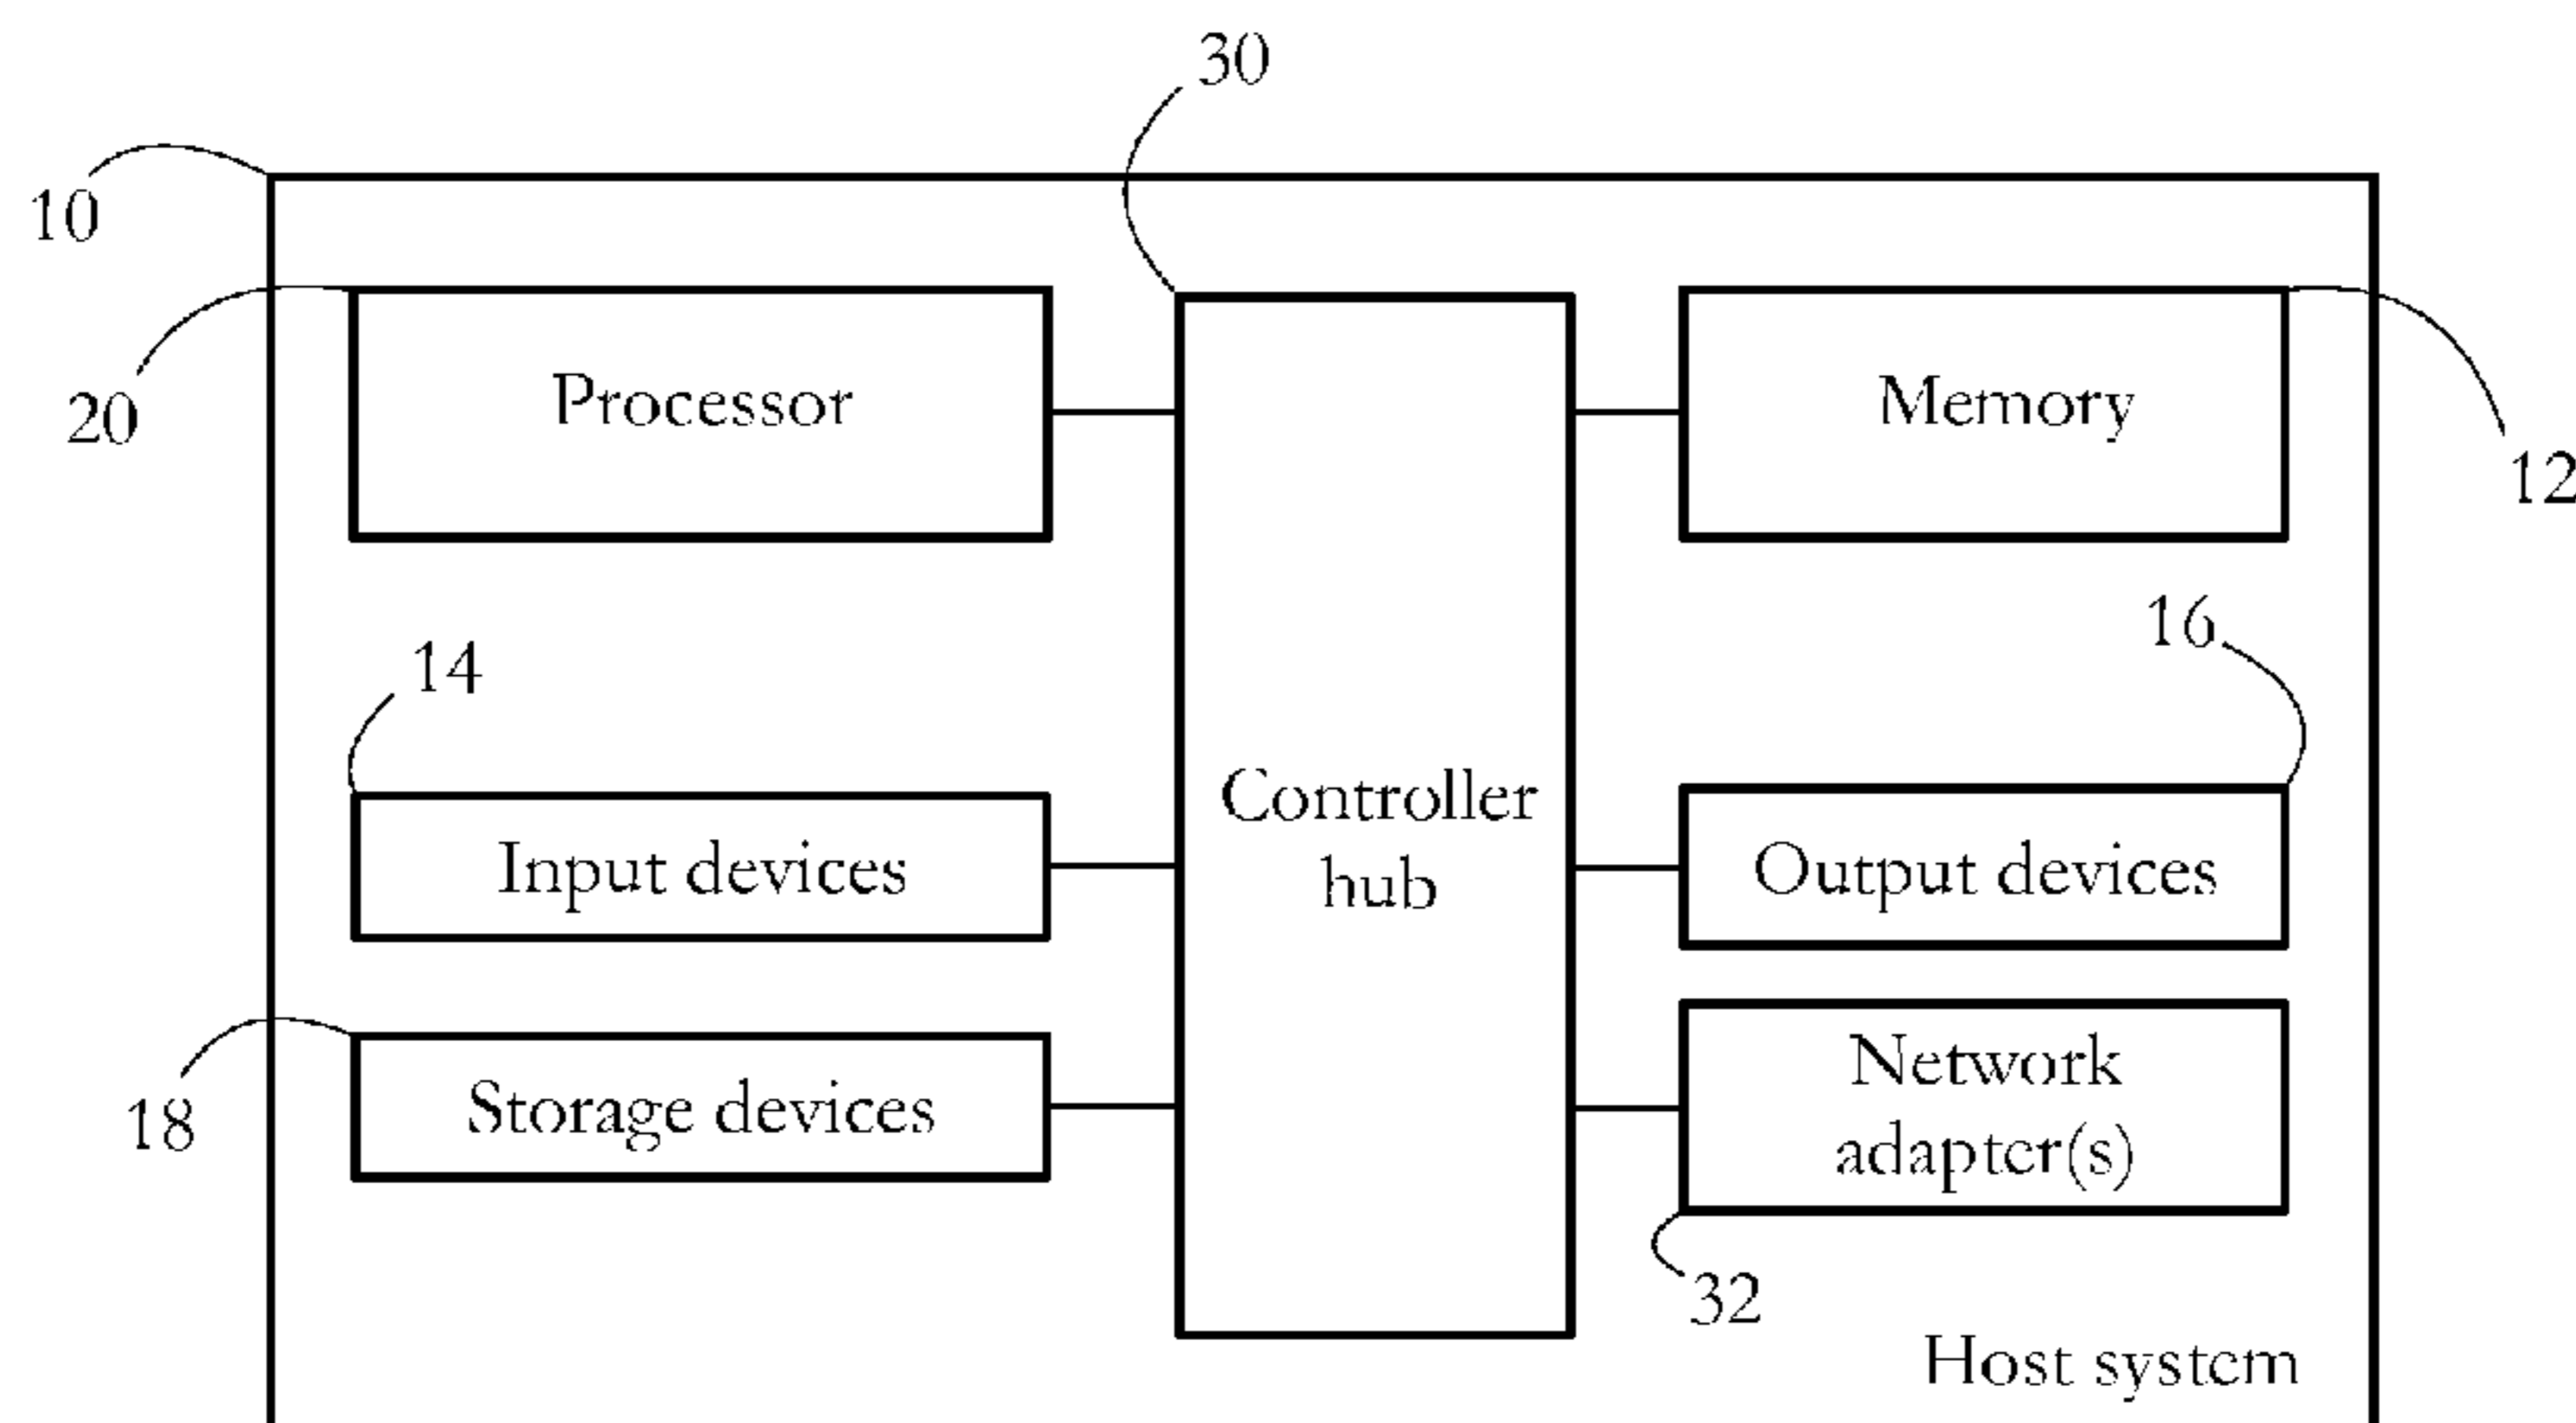 30
10
20
Processor
Memory
12
14
16
Controller
hub
Input devices
Output devices
18
Storage devices
Network
adapter(s)
32
Host system